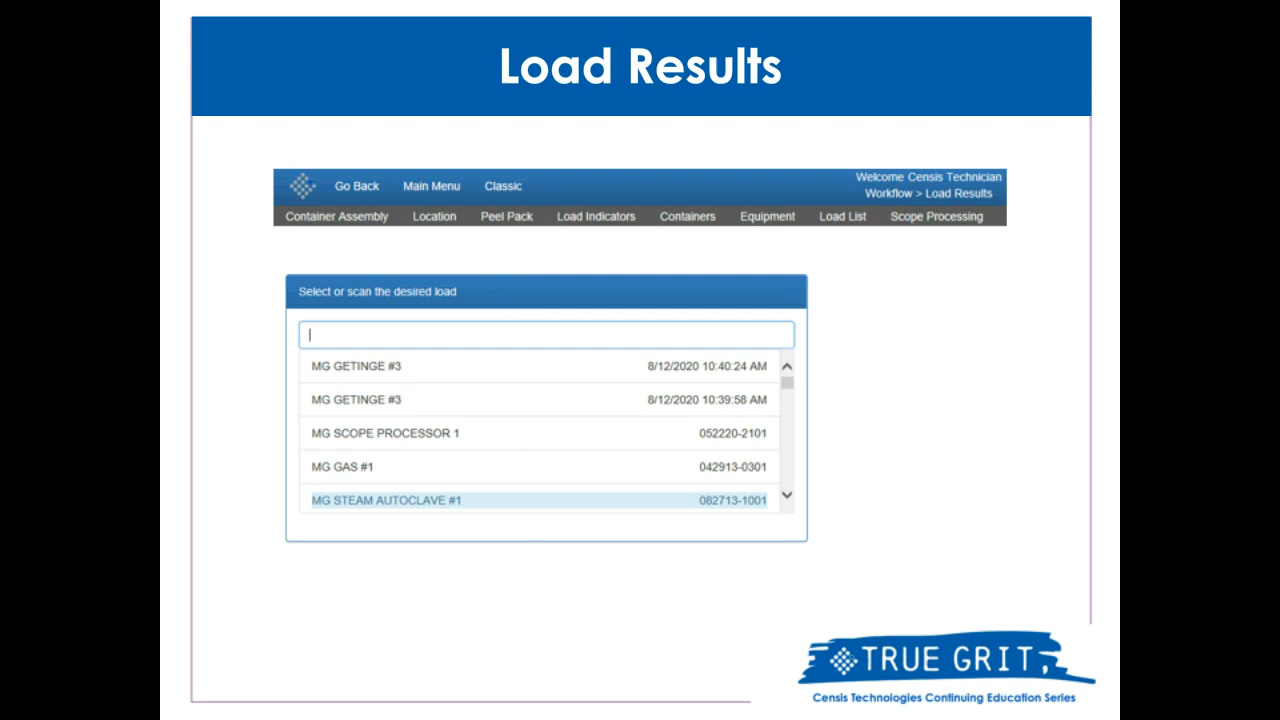 Load Results
Go Back Main Menu Classic
Welcome Censis Technician
Workflow > Load Results
Container Assembly Location Peel Pack Load Indicators Containers Equipment Load List Scope Processing
Select or scan the desired load
MG GETINGE #3 8/12/2020 10:40:24 AM
MG GETINGE #3 8/12/2020 10:39:58 AM
MG SCOPE PROCESSOR 1 052220-2101
MG GAS #1 042913-0301
MG STEAM AUTOCLAVE #1 082713-1001
TRUE GRIT
Censis Technologies Continuing Education Series